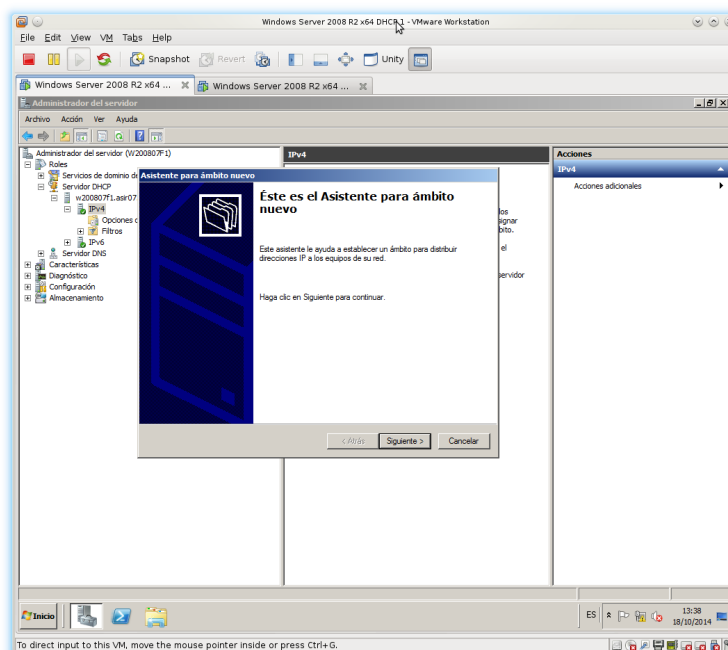 Windows Server 2008 R2 x64 DHCP 1 - VMware Workstation
File Edit View VM Tabs Help
Snapshot Revert Unity
Windows Server 2008 R2 x64 ... Windows Server 2008 R2 x64 ...
Administrador del servidor
Archivo Acción Ver Ayuda
Administrador del servidor (W200807F1)
Roles
Servicios de dominio de
Servidor DHCP
w200807f1.asir07
IPv4
Opciones
Filtros
IPv6
Servidor DNS
Características
Diagnóstico
Configuración
Almacenamiento
IPv4
los
bito.
el
servidor
Acciones
IPv4
Acciones adicionales
Asistente para ámbito nuevo
Éste es el Asistente para ámbito
nuevo
Este asistente le ayuda a establecer un ámbito para distribuir
direcciones IP a los equipos de su red.
Haga clic en Siguiente para continuar.
< Atrás Siguiente > Cancelar
Inicio
ES
13:38
18/10/2014
To direct input to this VM, move the mouse pointer inside or press Ctrl+G.